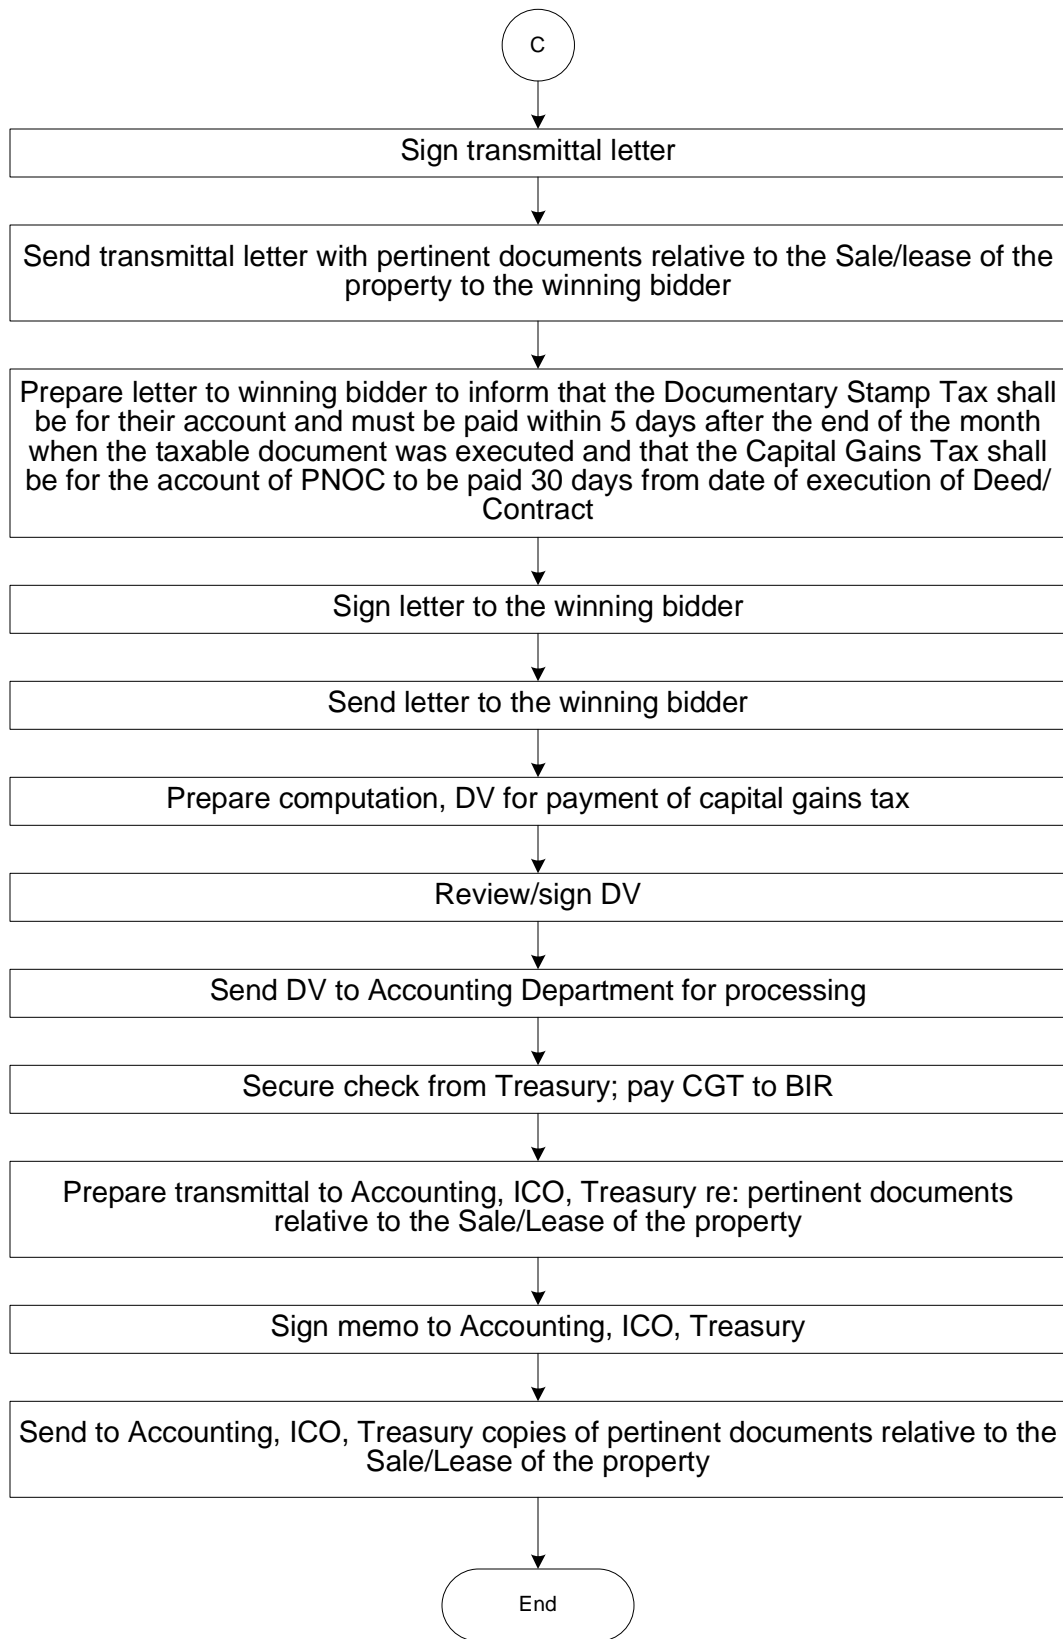 C
Sign transmittal letter
Send transmittal letter with pertinent documents relative to the Sale/lease of the
property to the winning bidder
Prepare letter to winning bidder to inform that the Documentary Stamp Tax shall
be for their account and must be paid within 5 days after the end of the month
when the taxable document was executed and that the Capital Gains Tax shall
be for the account of PNOC to be paid 30 days from date of execution of Deed/
Contract
Sign letter to the winning bidder
Send letter to the winning bidder
Prepare computation, DV for payment of capital gains tax
Review/sign DV
Send DV to Accounting Department for processing
Secure check from Treasury; pay CGT to BIR
Prepare transmittal to Accounting, ICO, Treasury re: pertinent documents
relative to the Sale/Lease of the property
Sign memo to Accounting, ICO, Treasury
Send to Accounting, ICO, Treasury copies of pertinent documents relative to the
Sale/Lease of the property
End